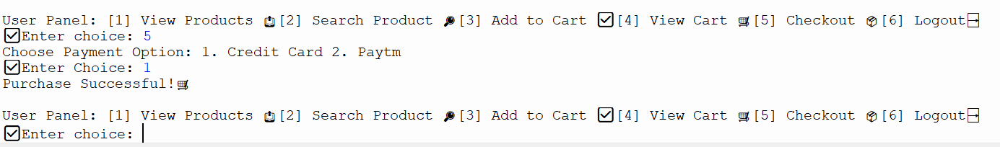 User Panel: [1] View Products 📤[2] Search Product 🔎[3] Add to Cart ✅[4] View Cart 🛒[5] Checkout 📦[6] Logout➡
✅Enter choice: 5
Choose Payment Option: 1. Credit Card 2. Paytm
✅Enter Choice: 1
Purchase Successful!🛒
User Panel: [1] View Products 📤[2] Search Product 🔎[3] Add to Cart ✅[4] View Cart 🛒[5] Checkout 📦[6] Logout➡
✅Enter choice: